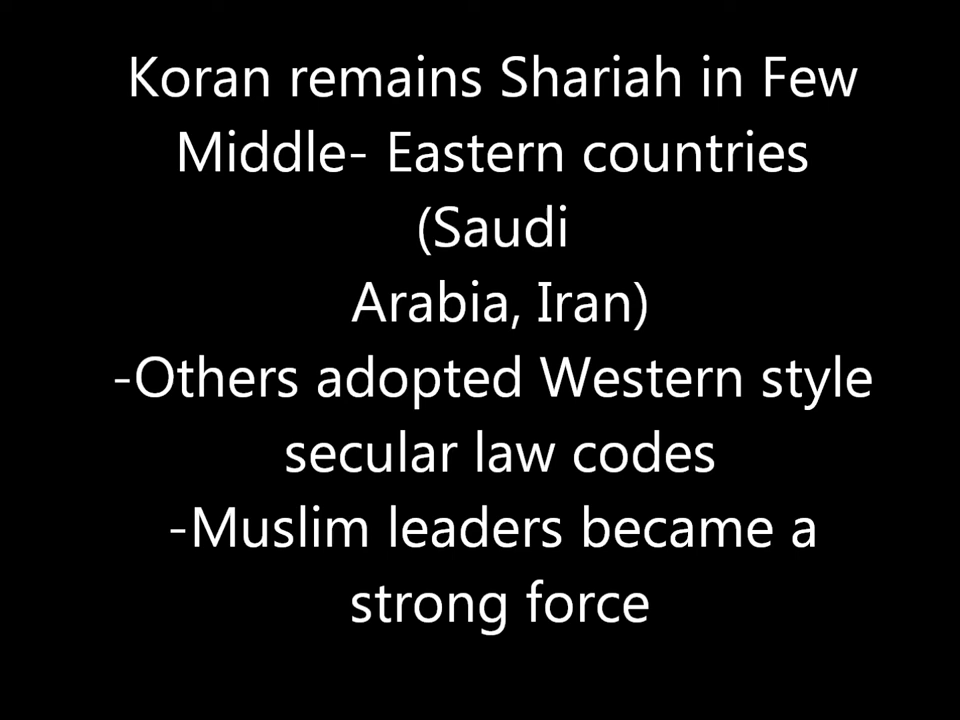 Koran remains Shariah in Few
Middle- Eastern countries
(Saudi
Arabia, Iran)
-Others adopted Western style
secular law codes
-Muslim leaders became a
strong force